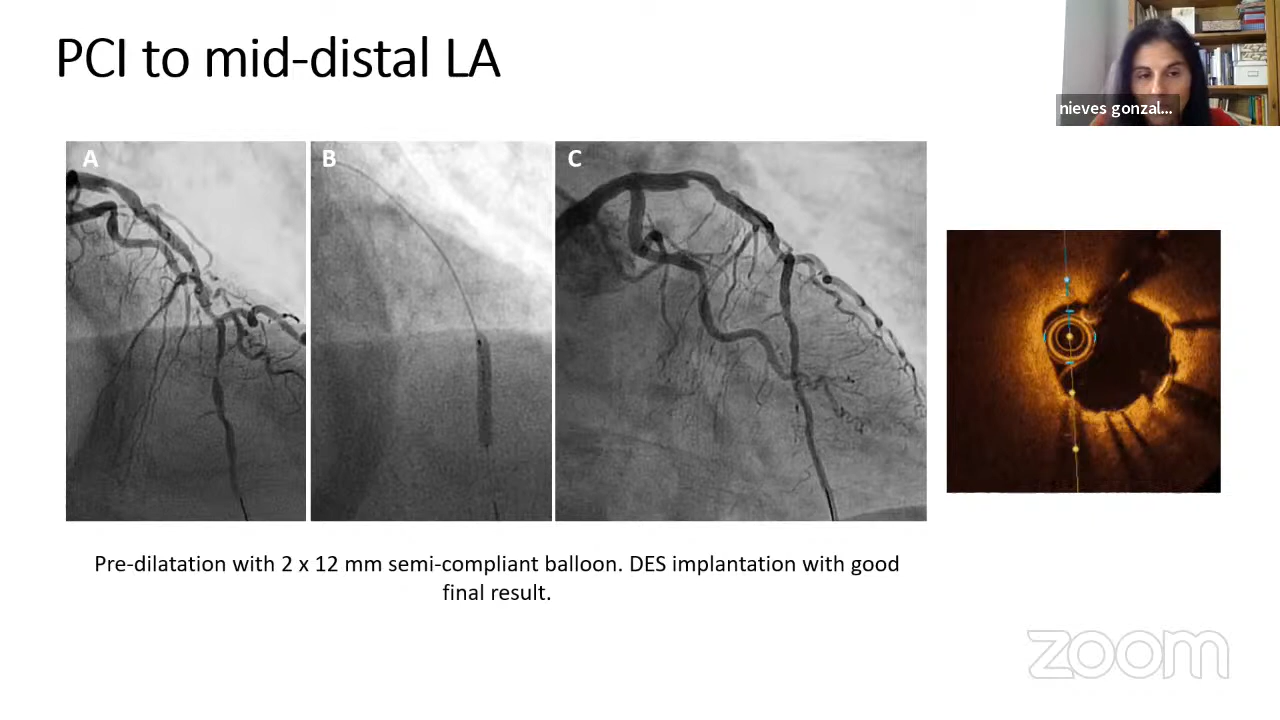 PCI to mid-distal LA
nieves gonzal...
A
B
C
Pre-dilatation with 2 x 12 mm semi-compliant balloon. DES implantation with good
final result.
zoom